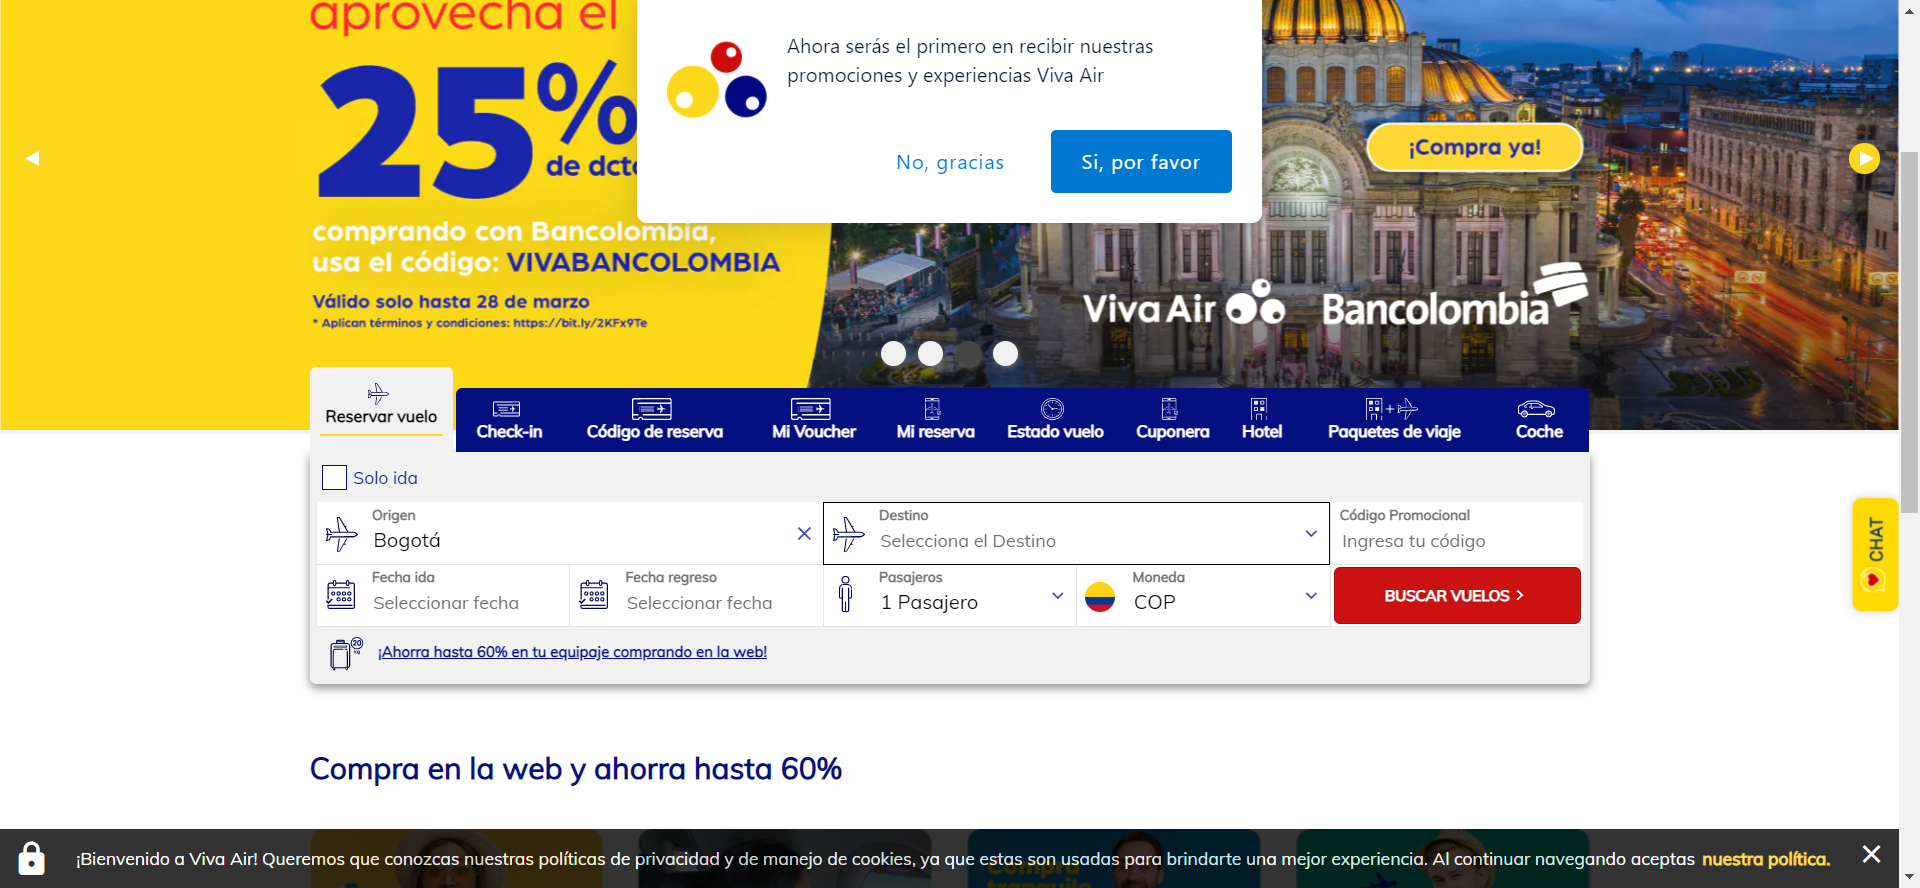 aprovecha el
25%
de dcto
comprando con Bancolombia,
usa el código: VIVABANCOLOMBIA
Válido solo hasta 28 de marzo
* Aplican términos y condiciones: https://bit.ly/2KFx9Te
Ahora serás el primero en recibir nuestras
promociones y experiencias Viva Air
No, gracias
Si, por favor
¡Compra ya!
Viva Air
Bancolombia
Reservar vuelo
Check-in
Código de reserva
Mi Voucher
Mi reserva
Estado vuelo
Cuponera
Hotel
Paquetes de viaje
Coche
Solo ida
Origen
Bogotá
Destino
Selecciona el Destino
Código Promocional
Ingresa tu código
Fecha ida
Seleccionar fecha
Fecha regreso
Seleccionar fecha
Pasajeros
1 Pasajero
Moneda
COP
BUSCAR VUELOS >
20 kg
¡Ahorra hasta 60% en tu equipaje comprando en la web!
CHAT
Compra en la web y ahorra hasta 60%
Compra
tranquilo
¡Bienvenido a Viva Air! Queremos que conozcas nuestras políticas de privacidad y de manejo de cookies, ya que estas son usadas para brindarte una mejor experiencia. Al continuar navegando aceptas nuestra política.